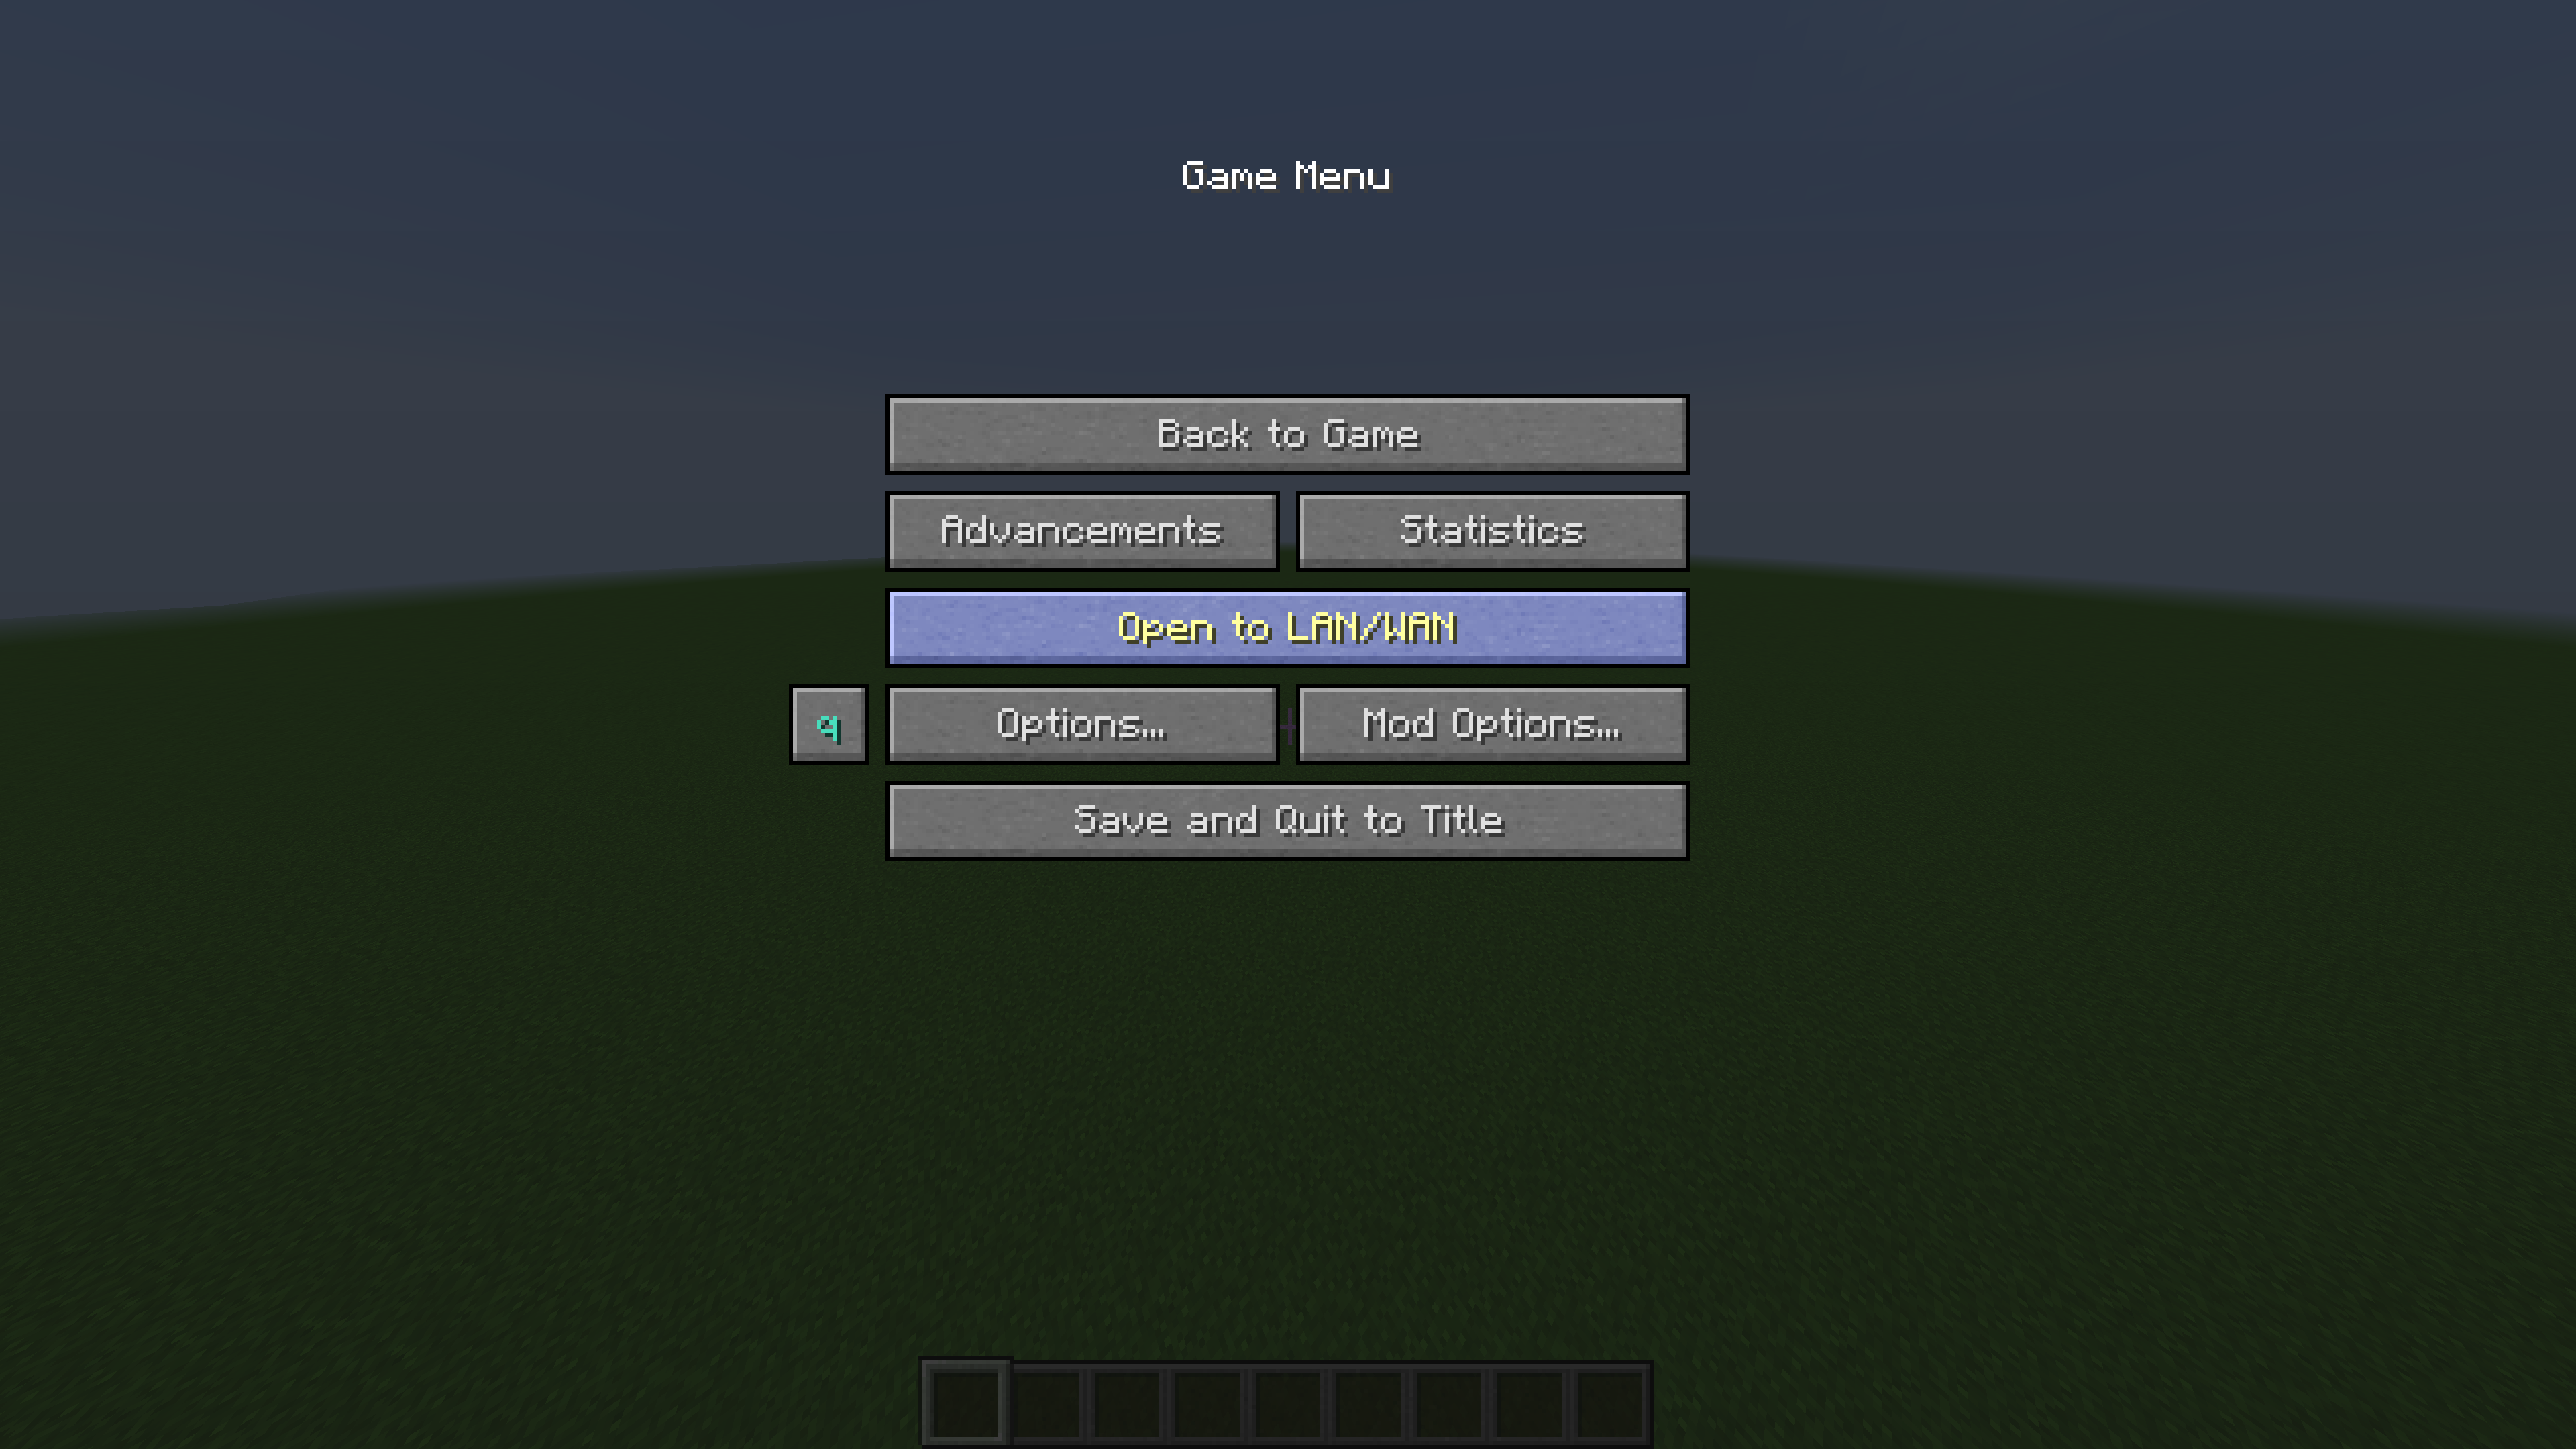 Game Menu
Back to Game
Advancements
Statistics
Open to LAN/WAN
q
Options...
Mod Options...
Save and Quit to Title